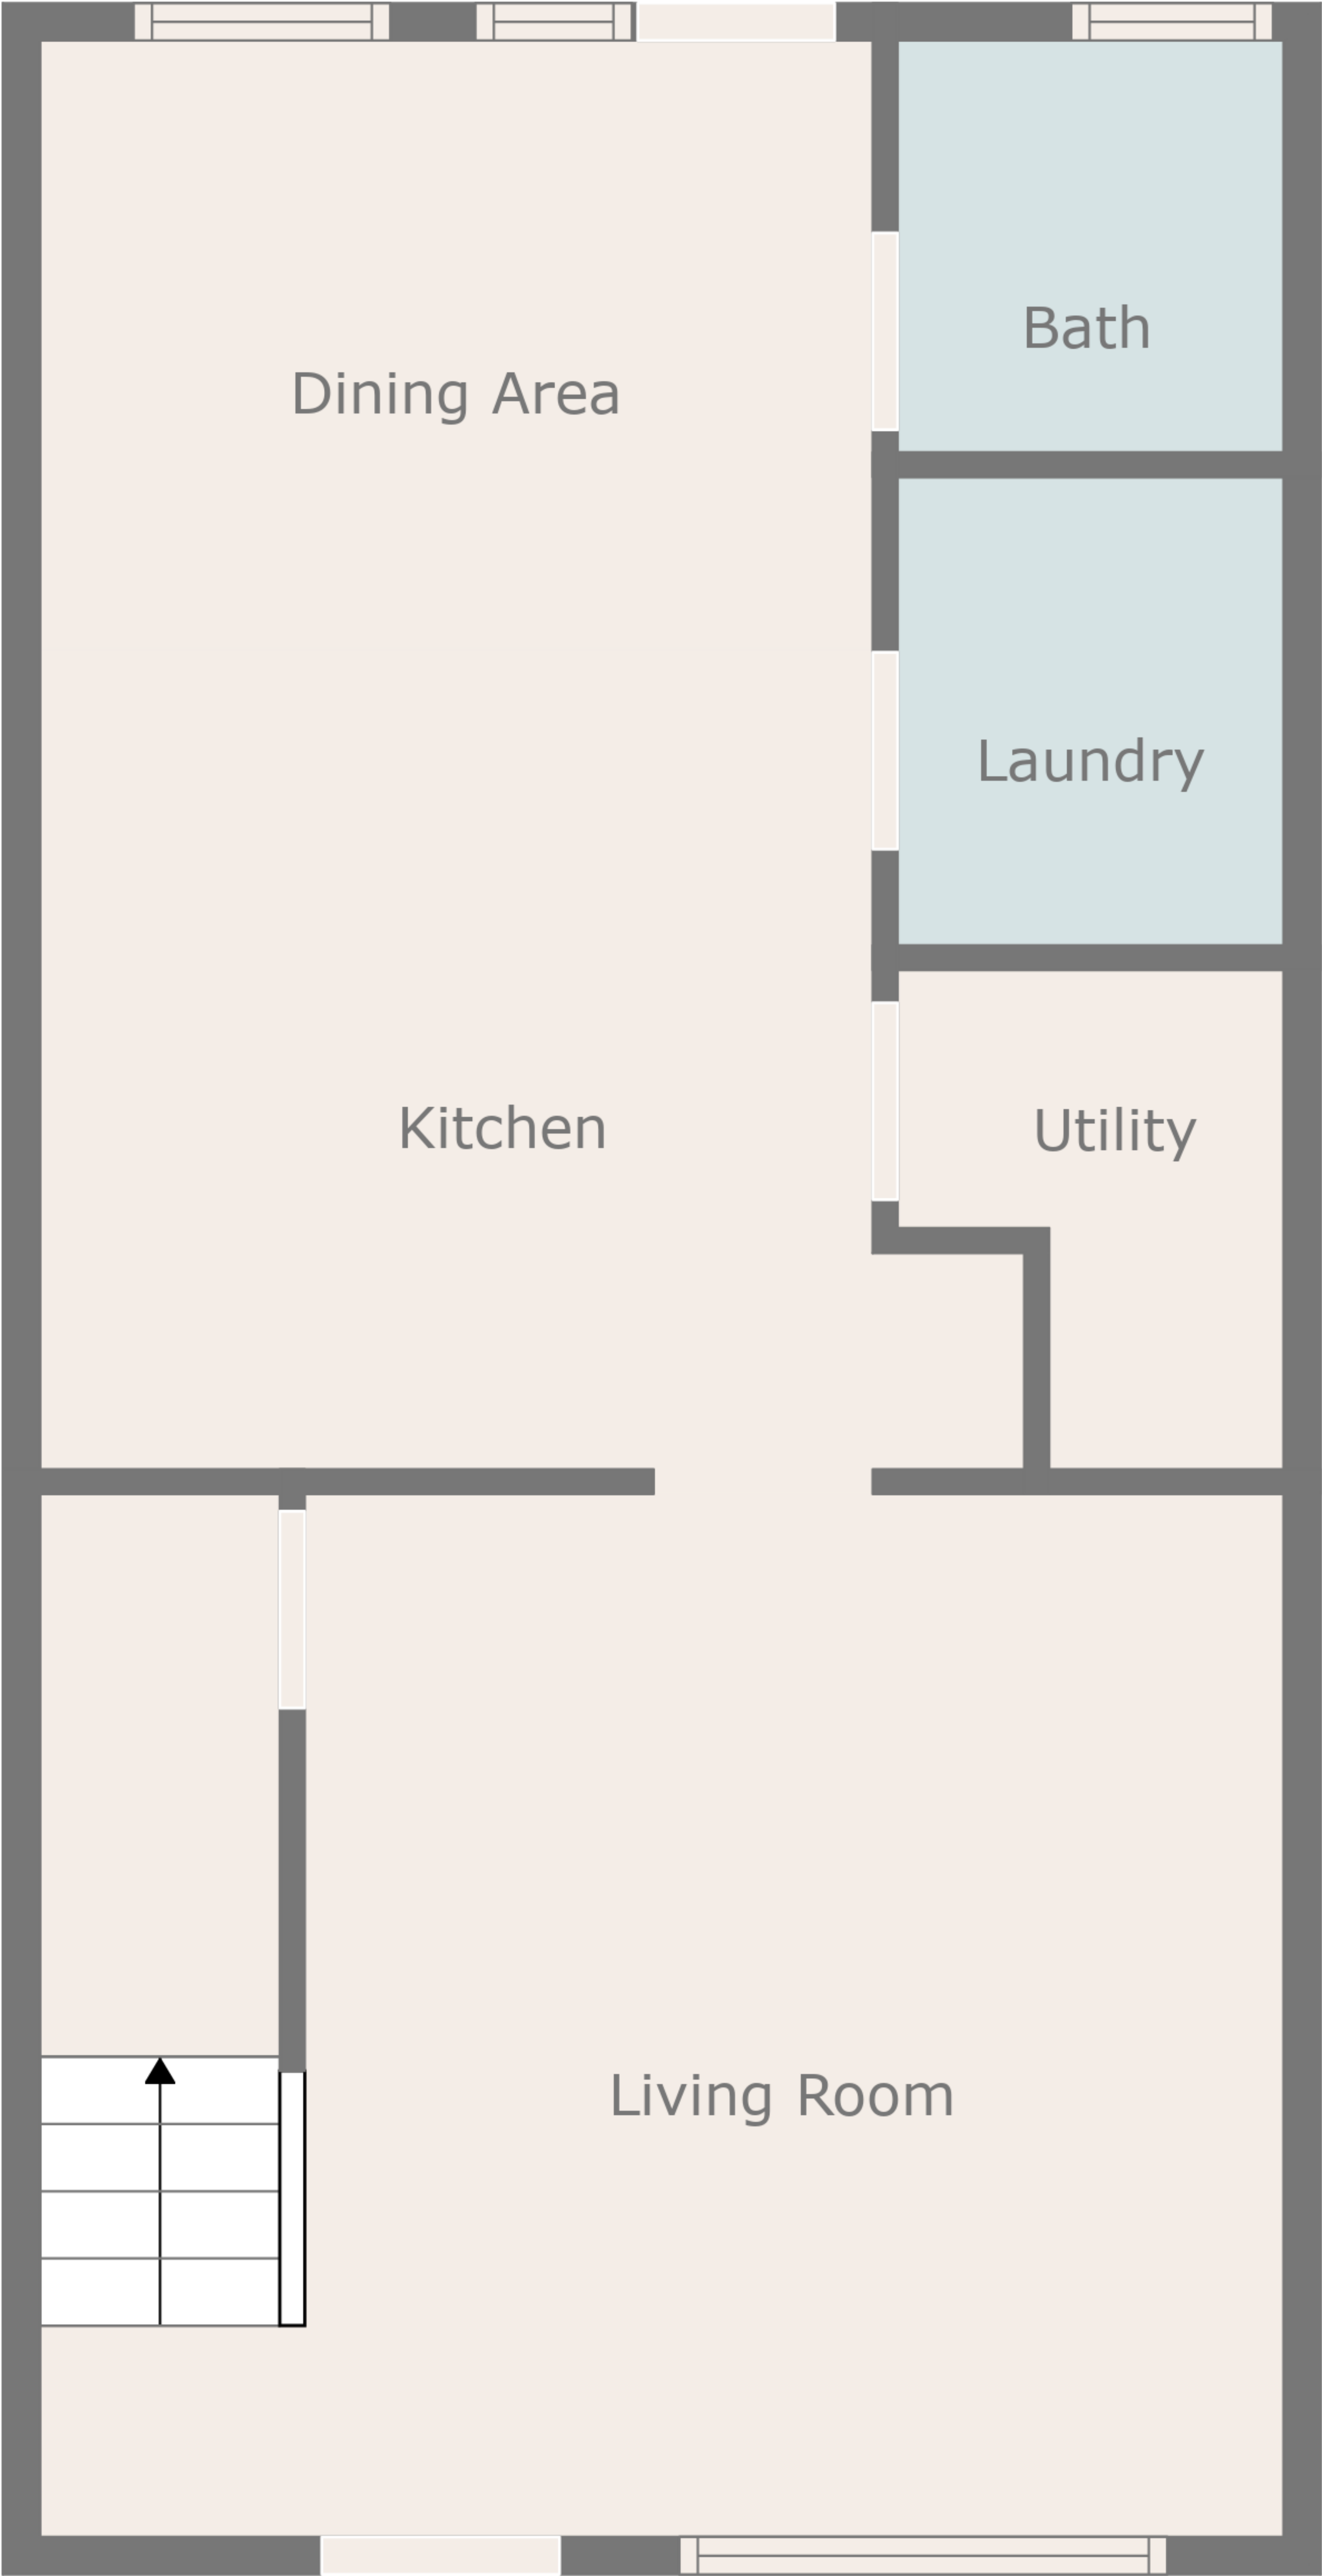 Bath
Dining Area
Laundry
Kitchen
Utility
Living Room